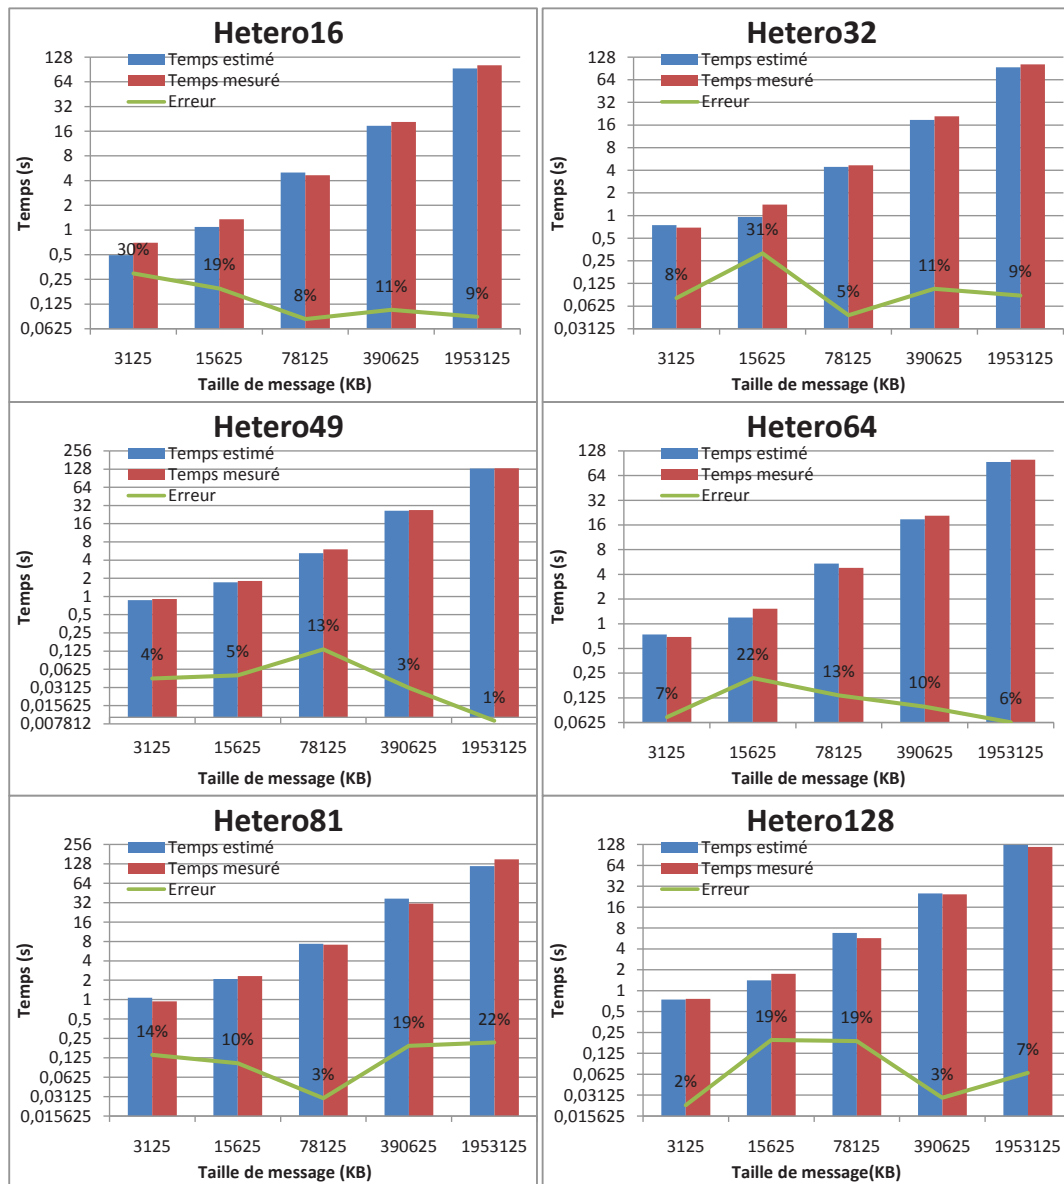 Hetero16
Temps estimé
Temps mesuré
Erreur
128
64
32
16
8
4
2
1
0,5
0,25
0,125
0,0625
30%
19%
8%
11%
9%
3125 15625 78125 390625 1953125
Temps (s)
Taille de message (KB)
Hetero32
Temps estimé
Temps mesuré
Erreur
128
64
32
16
8
4
2
1
0,5
0,25
0,125
0,0625
0,03125
8%
31%
5%
11%
9%
3125 15625 78125 390625 1953125
Temps (s)
Taille de message (KB)
Hetero49
Temps estimé
Temps mesuré
Erreur
256
128
64
32
16
8
4
2
1
0,5
0,25
0,125
0,0625
0,03125
0,015625
0,007812
4%
5%
13%
3%
1%
3125 15625 78125 390625 1953125
Temps (s)
Taille de message (KB)
Hetero64
Temps estimé
Temps mesuré
Erreur
128
64
32
16
8
4
2
1
0,5
0,25
0,125
0,0625
7%
22%
13%
10%
6%
3125 15625 78125 390625 1953125
Temps (s)
Taille de message (KB)
Hetero81
Temps estimé
Temps mesuré
Erreur
256
128
64
32
16
8
4
2
1
0,5
0,25
0,125
0,0625
0,03125
0,015625
14%
10%
3%
19%
22%
3125 15625 78125 390625 1953125
Temps (s)
Taille de message (KB)
Hetero128
Temps estimé
Temps mesuré
Erreur
128
64
32
16
8
4
2
1
0,5
0,25
0,125
0,0625
0,03125
0,015625
2%
19%
19%
3%
7%
3125 15625 78125 390625 1953125
Temps (s)
Taille de message(KB)